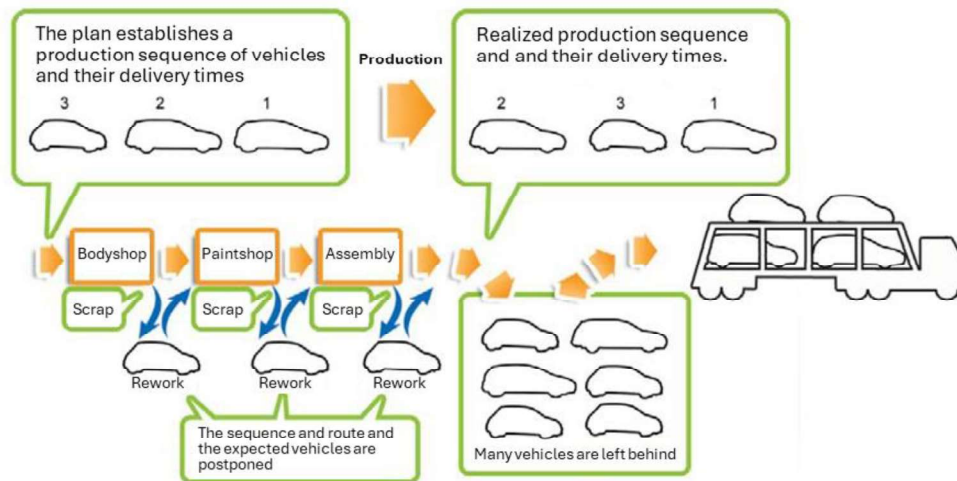 The plan establishes a
production sequence of vehicles
and their delivery times
3 2 1
Production
Realized production sequence
and and their delivery times.
2 3 1
Bodyshop
Paintshop
Assembly
Scrap
Scrap
Scrap
Rework
Rework
Rework
The sequence and route and
the expected vehicles are
postponed
Many vehicles are left behind